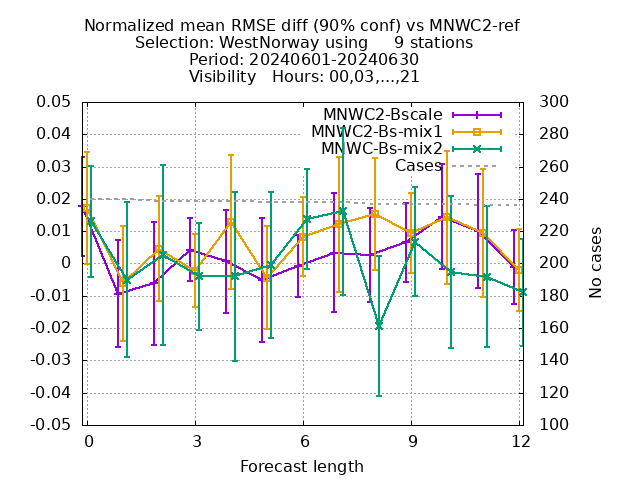 Normalized mean RMSE diff (90% conf) vs MNWC2-ref
Selection: WestNorway using 9 stations
Period: 20240601-20240630
Visibility Hours: 00,03,...,21
MNWC2-Bscale
MNWC2-Bs-mix1
MNWC-Bs-mix2
Cases
0.05
0.04
0.03
0.02
0.01
0
-0.01
-0.02
-0.03
-0.04
-0.05
300
280
260
240
220
200
180
160
140
120
100
No cases
0 3 6 9 12
Forecast length